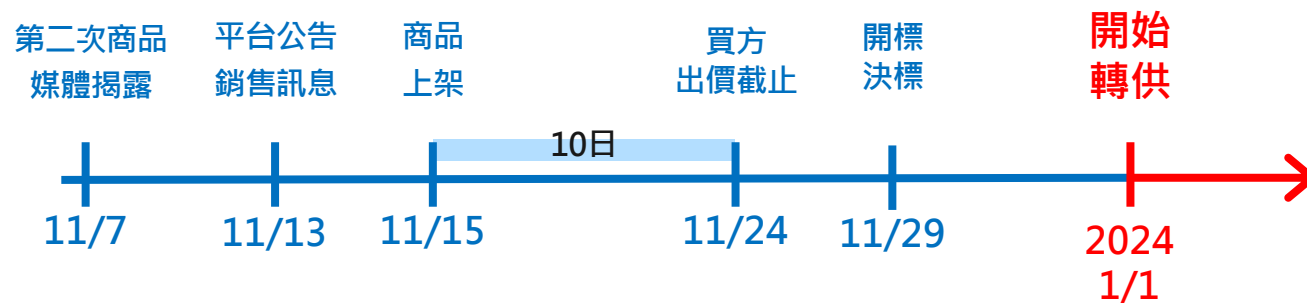 第二次商品
媒體揭露
平台公告
銷售訊息
商品
上架
買方
出價截止
開標
決標
開始
轉供
10日
11/7
11/13
11/15
11/24
11/29
2024
1/1